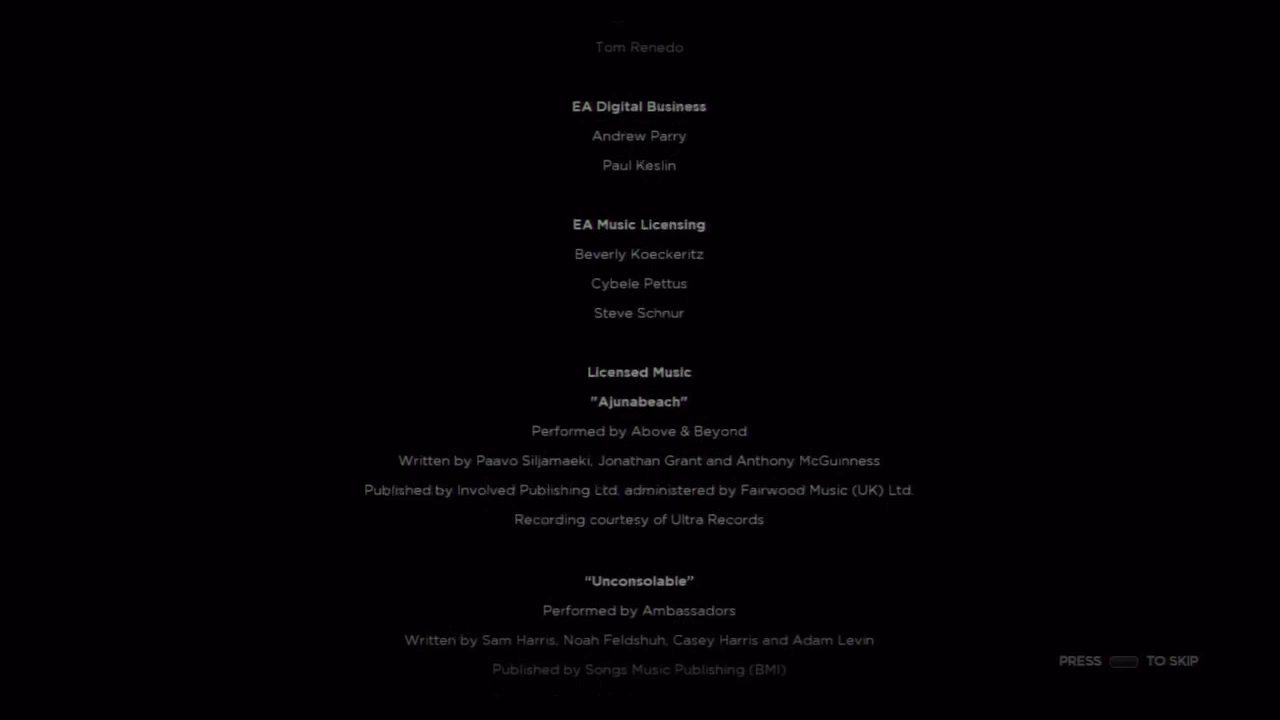 Tom Renedo
EA Digital Business
Andrew Parry
Paul Keslin
EA Music Licensing
Beverly Koeckeritz
Cybele Pettus
Steve Schnur
Licensed Music
"Ajunabeach"
Performed by Above & Beyond
Written by Paavo Siljamaeki, Jonathan Grant and Anthony McGuinness
Published by Involved Publishing Ltd. administered by Fairwood Music (UK) Ltd.
Recording courtesy of Ultra Records
“Unconsolable”
Performed by Ambassadors
Written by Sam Harris, Noah Feldshuh, Casey Harris and Adam Levin
Published by Songs Music Publishing (BMI)
PRESS TO SKIP